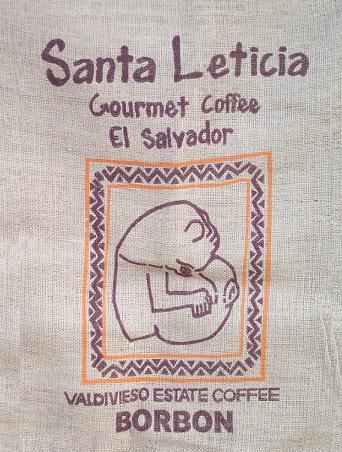 Santa Leticia
Gourmet Coffee
El Salvador
VALDIVIESO ESTATE COFFEE
BORBON